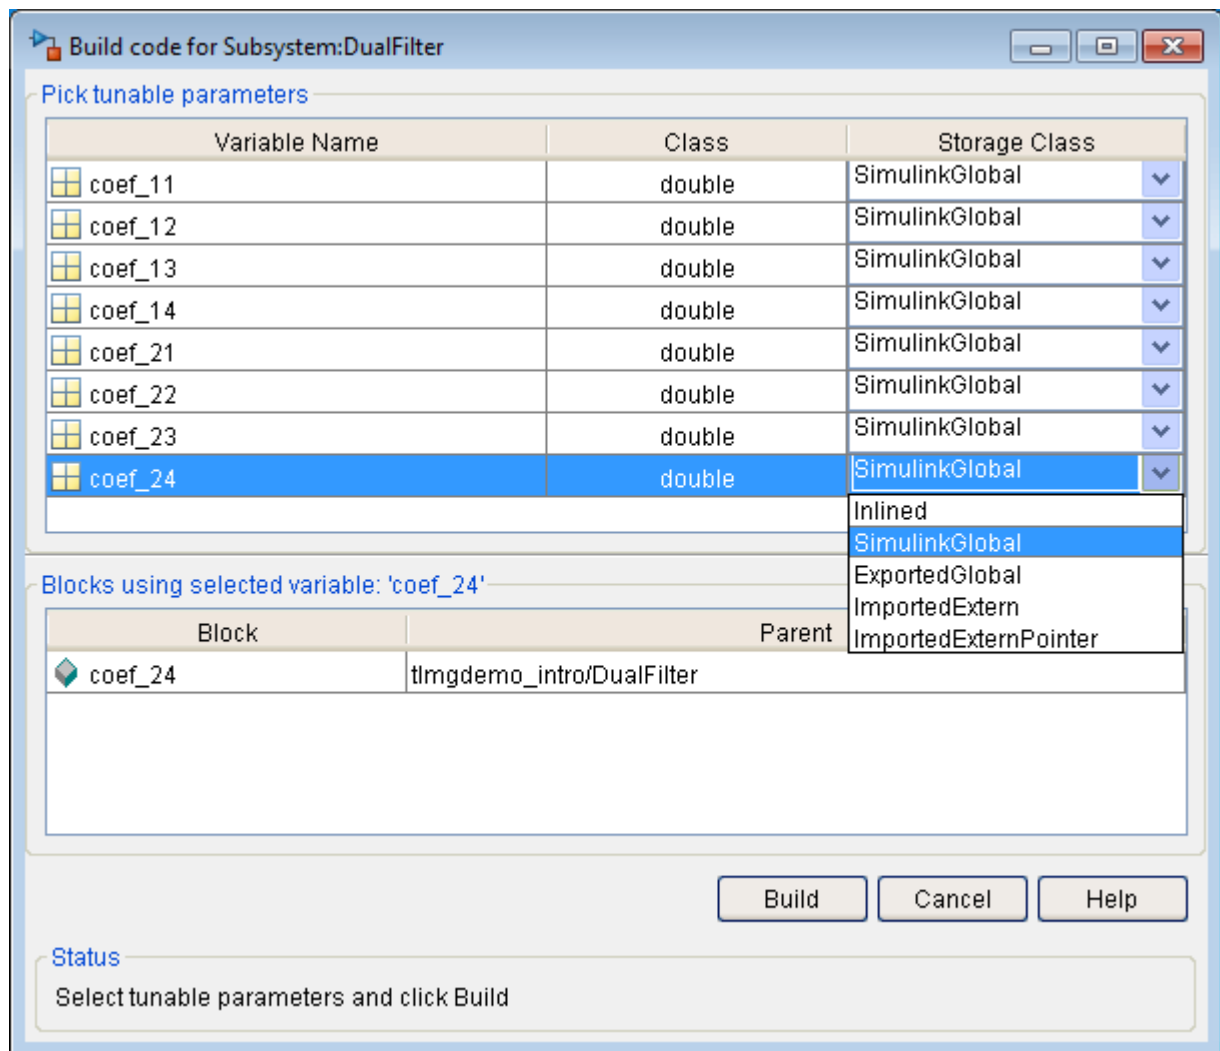 Build code for Subsystem:DualFilter
Pick tunable parameters
Variable Name Class Storage Class
coef_11 double SimulinkGlobal
coef_12 double SimulinkGlobal
coef_13 double SimulinkGlobal
coef_14 double SimulinkGlobal
coef_21 double SimulinkGlobal
coef_22 double SimulinkGlobal
coef_23 double SimulinkGlobal
coef_24 double SimulinkGlobal
Inlined
SimulinkGlobal
ExportedGlobal
ImportedExtern
ImportedExternPointer
Blocks using selected variable: 'coef_24'
Block Parent
coef_24 tlmgdemo_intro/DualFilter
Build Cancel Help
Status
Select tunable parameters and click Build